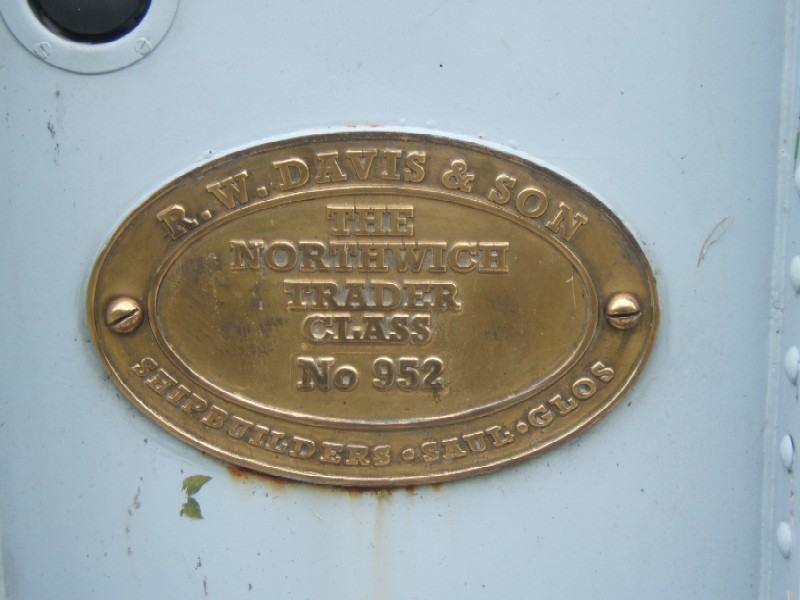 R. W. DAVIS & SON
THE
NORTHWICH
TRADER
CLASS
No 952
SHIPBUILDERS • SAUL • GLOS